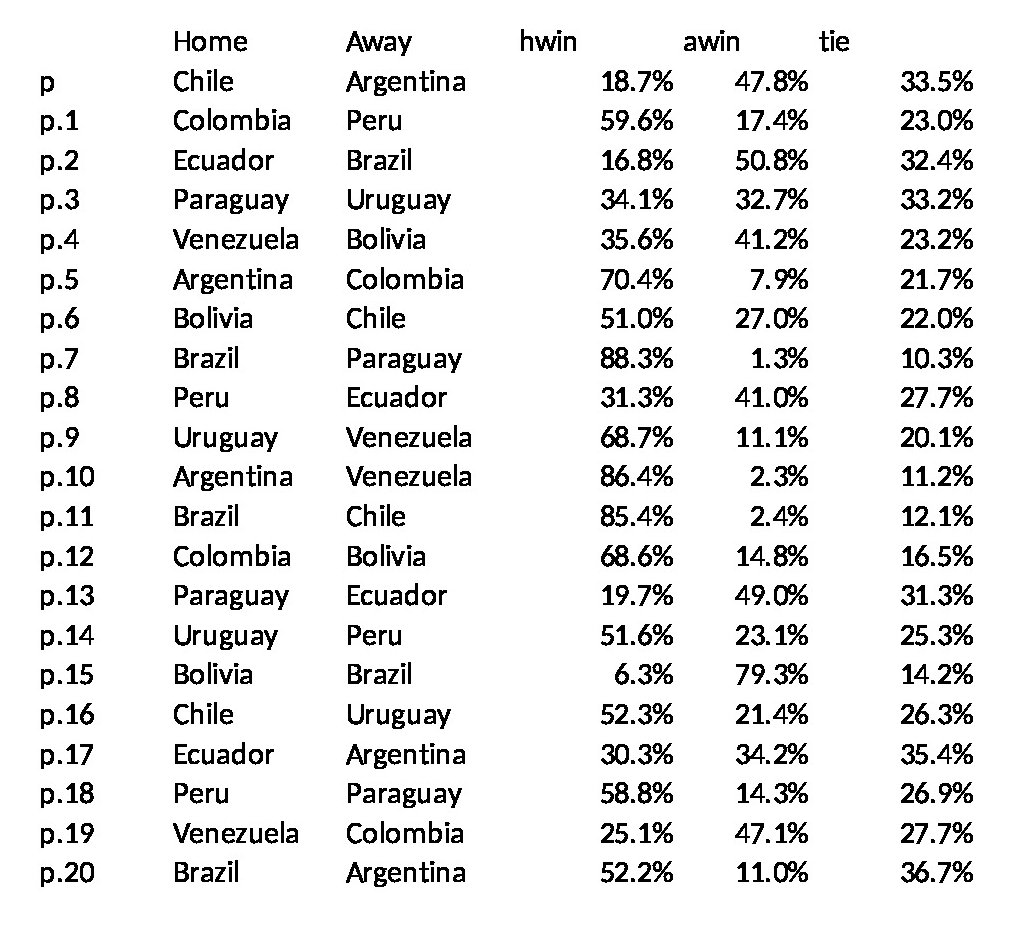 Home Away hwin awin tie
p Chile Argentina 18.7% 47.8% 33.5%
p.1 Colombia Peru 59.6% 17.4% 23.0%
p.2 Ecuador Brazil 16.8% 50.8% 32.4%
p.3 Paraguay Uruguay 34.1% 32.7% 33.2%
p.4 Venezuela Bolivia 35.6% 41.2% 23.2%
p.5 Argentina Colombia 70.4% 7.9% 21.7%
p.6 Bolivia Chile 51.0% 27.0% 22.0%
p.7 Brazil Paraguay 88.3% 1.3% 10.3%
p.8 Peru Ecuador 31.3% 41.0% 27.7%
p.9 Uruguay Venezuela 68.7% 11.1% 20.1%
p.10 Argentina Venezuela 86.4% 2.3% 11.2%
p.11 Brazil Chile 85.4% 2.4% 12.1%
p.12 Colombia Bolivia 68.6% 14.8% 16.5%
p.13 Paraguay Ecuador 19.7% 49.0% 31.3%
p.14 Uruguay Peru 51.6% 23.1% 25.3%
p.15 Bolivia Brazil 6.3% 79.3% 14.2%
p.16 Chile Uruguay 52.3% 21.4% 26.3%
p.17 Ecuador Argentina 30.3% 34.2% 35.4%
p.18 Peru Paraguay 58.8% 14.3% 26.9%
p.19 Venezuela Colombia 25.1% 47.1% 27.7%
p.20 Brazil Argentina 52.2% 11.0% 36.7%